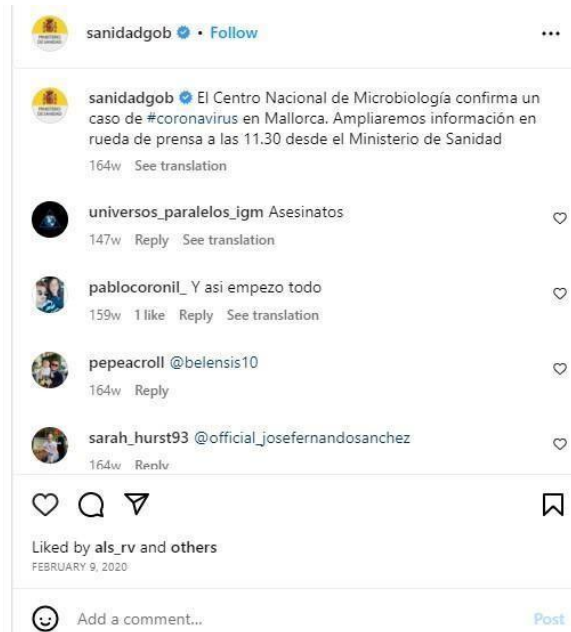 sanidadgob • Follow
sanidadgob El Centro Nacional de Microbiología confirma un
caso de #coronavirus en Mallorca. Ampliaremos información en
rueda de prensa a las 11.30 desde el Ministerio de Sanidad
164w See translation
universos_paralelos_igm Asesinatos
147w Reply See translation
pablocoronil_ Y asi empezo todo
159w 1 like Reply See translation
pepeacroll @belensis10
164w Reply
sarah_hurst93 @official_josefernandosanchez
164w Reply
Liked by als_rv and others
FEBRUARY 9, 2020
Add a comment... Post